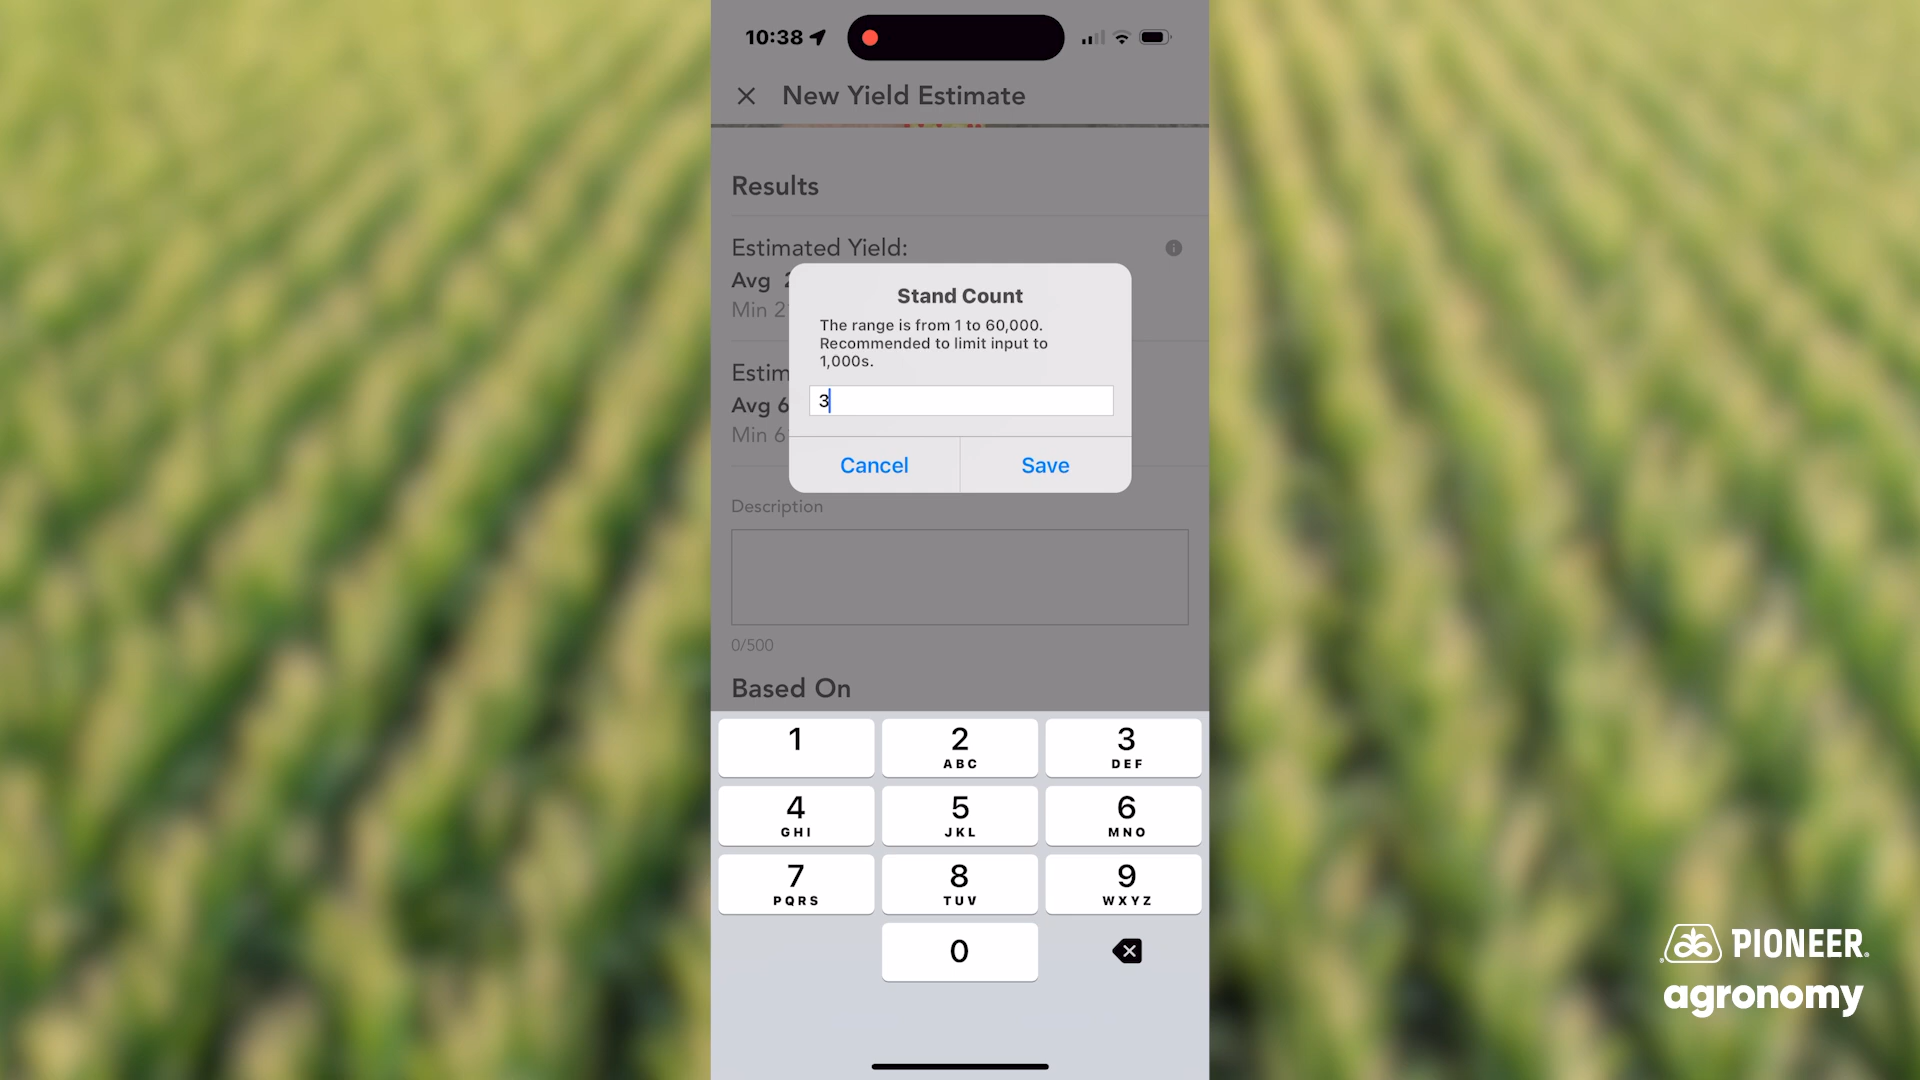 10:38
New Yield Estimate
Results
Estimated Yield:
Avg
Min 2
Stand Count
The range is from 1 to 60,000.
Recommended to limit input to
1,000s.
3
Cancel
Save
Estim
Avg 6
Min 6
Description
0/500
Based On
1
2
ABC
3
DEF
4
GHI
5
JKL
6
MNO
7
PQRS
8
TUV
9
WXYZ
0
PIONEER®
agronomy